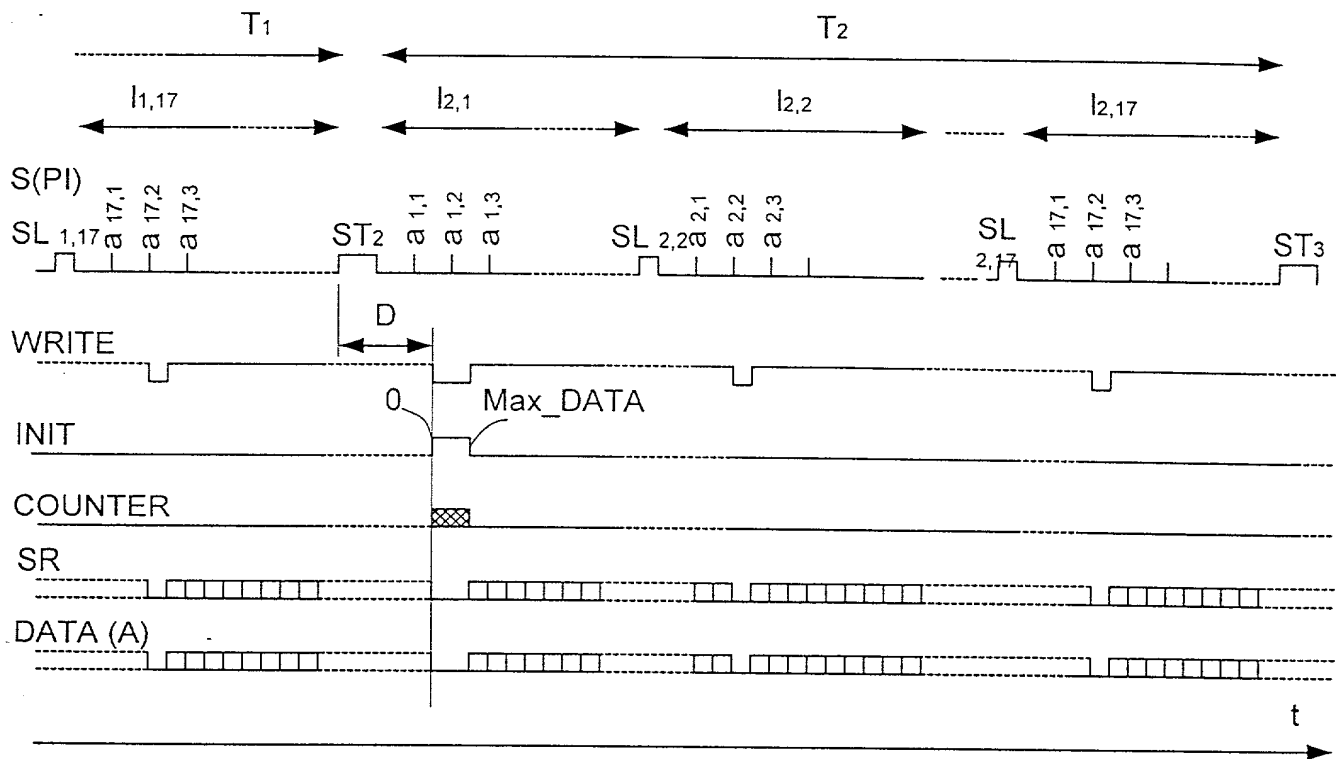 T1 T2
I1,17 I2,1 I2,2 I2,17
S(PI)
SL 1,17 a 17,1 a 17,2 a 17,3 ST2 a 1,1 a 1,2 a 1,3 SL 2,2 a 2,1 a 2,2 a 2,3 SL 2,17 a 17,1 a 17,2 a 17,3 ST3
D
WRITE
0 Max_DATA
INIT
COUNTER
SR
DATA (A)
t